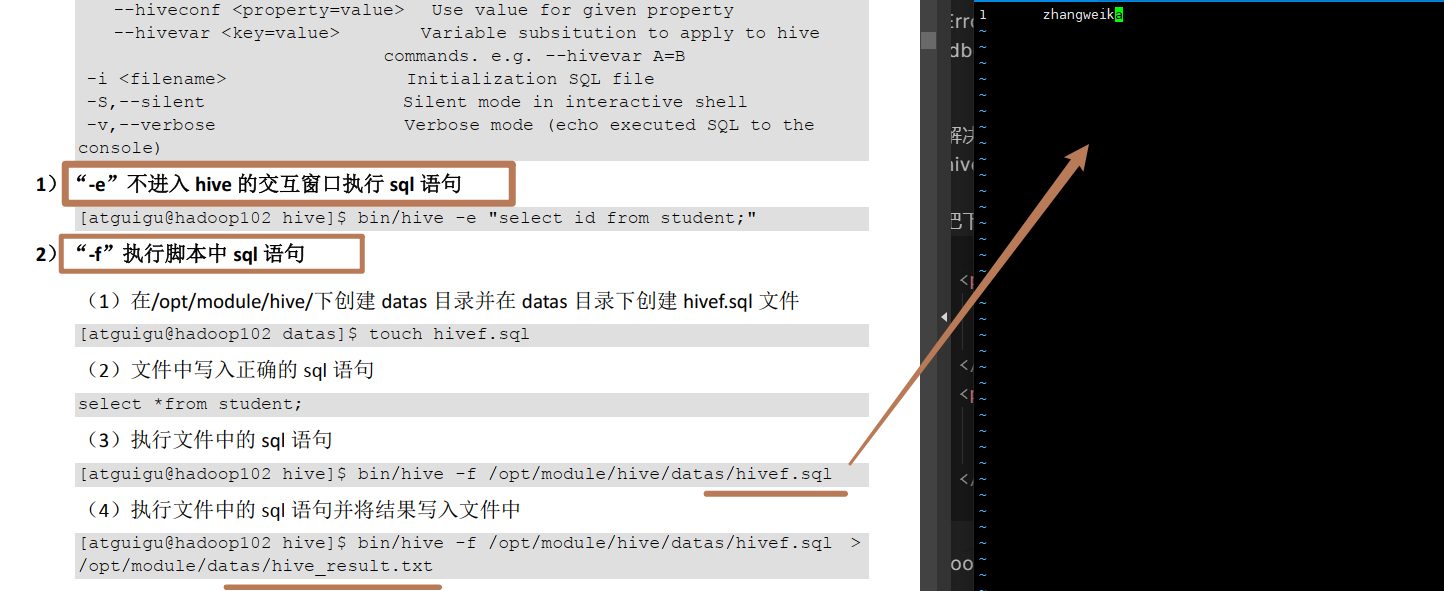 --hiveconf <property=value>   Use value for given property
--hivevar <key=value>         Variable subsitution to apply to hive
commands. e.g. --hivevar A=B
-i <filename>                 Initialization SQL file
-S,--silent                   Silent mode in interactive shell
-v,--verbose                  Verbose mode (echo executed SQL to the
console)
1）“-e”不进入 hive 的交互窗口执行 sql 语句
[atguigu@hadoop102 hive]$ bin/hive -e "select id from student;"
2）“-f”执行脚本中 sql 语句
（1）在/opt/module/hive/下创建 datas 目录并在 datas 目录下创建 hivef.sql 文件
[atguigu@hadoop102 datas]$ touch hivef.sql
（2）文件中写入正确的 sql 语句
select *from student;
（3）执行文件中的 sql 语句
[atguigu@hadoop102 hive]$ bin/hive -f /opt/module/hive/datas/hivef.sql
（4）执行文件中的 sql 语句并将结果写入文件中
[atguigu@hadoop102 hive]$ bin/hive -f /opt/module/hive/datas/hivef.sql >
/opt/module/datas/hive_result.txt
1 zhangweika